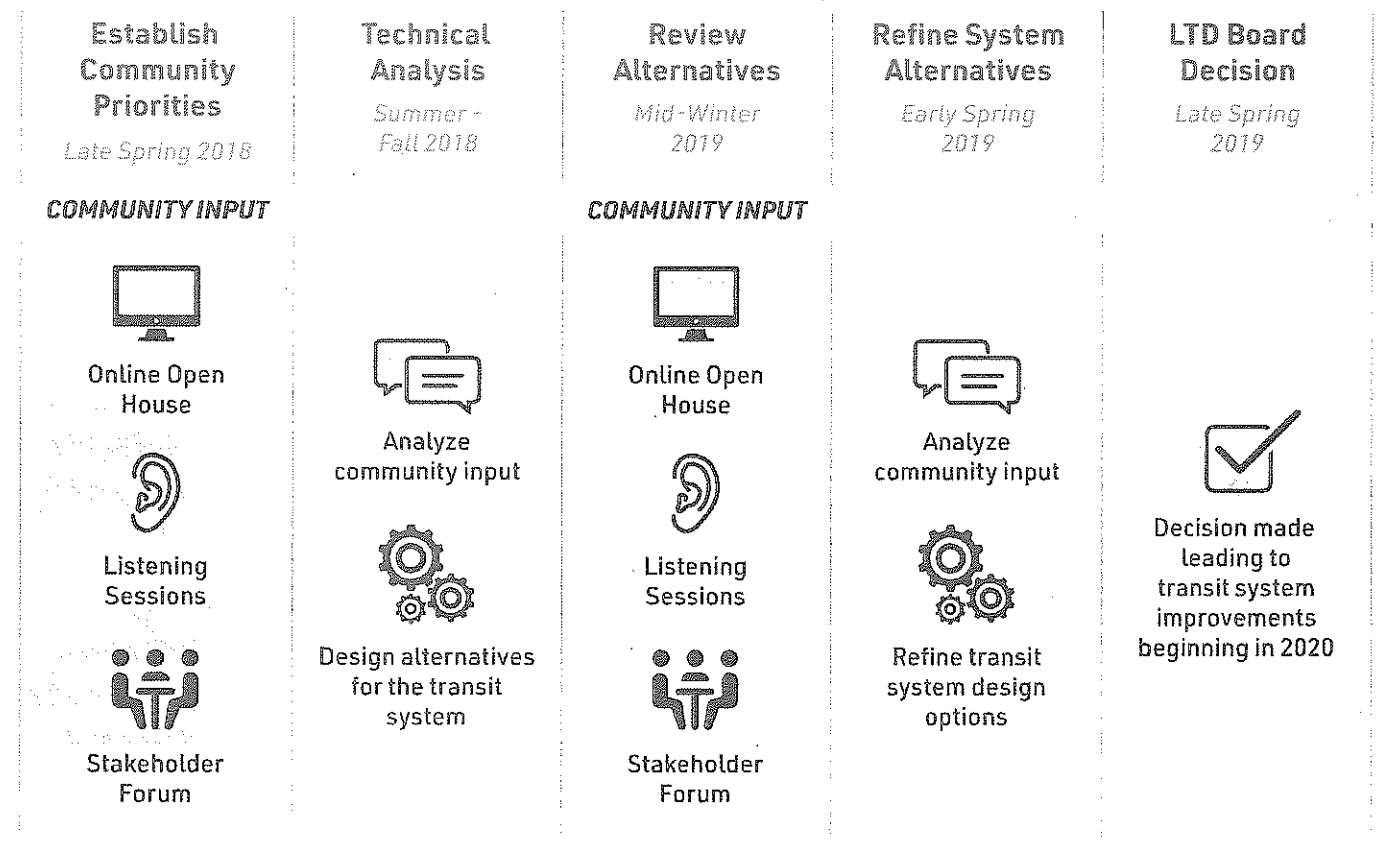 Establish
Community
Priorities
Late Spring 2018
COMMUNITY INPUT
Online Open
House
Listening
Sessions
Stakeholder
Forum
Technical
Analysis
Summer -
Fall 2018
Analyze
community input
Design alternatives
for the transit
system
Review
Alternatives
Mid-Winter
2019
COMMUNITY INPUT
Online Open
House
Listening
Sessions
Stakeholder
Forum
Refine System
Alternatives
Early Spring
2019
Analyze
community input
Refine transit
system design
options
LTD Board
Decision
Late Spring
2019
Decision made
leading to
transit system
improvements
beginning in 2020